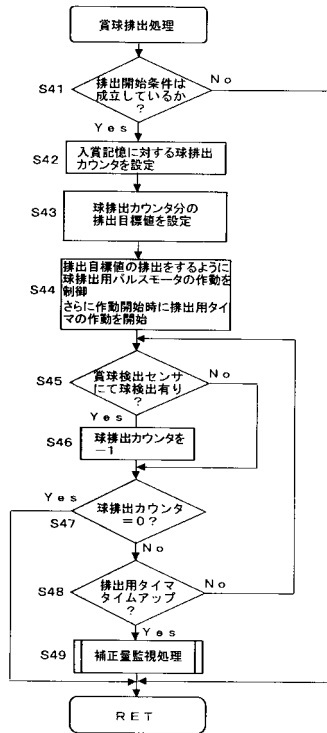 賞球排出処理
S41
排出開始条件は
成立しているか
?
No
Yes
S42
入賞記憶に対する球排出
カウンタを設定
S43
球排出カウンタ分の
排出目標値を設定
S44
排出目標値の排出をするように
球排出用パルスモータの作動を
制御
さらに作動開始時に排出用タイ
マの作動を開始
S45
賞球検出センサ
にて球検出有り
?
No
Yes
S46
球排出カウンタを
-1
Yes
S47
球排出カウンタ
=0?
No
S48
排出用タイマ
タイムアップ
?
No
Yes
S49
補正量監視処理
RET